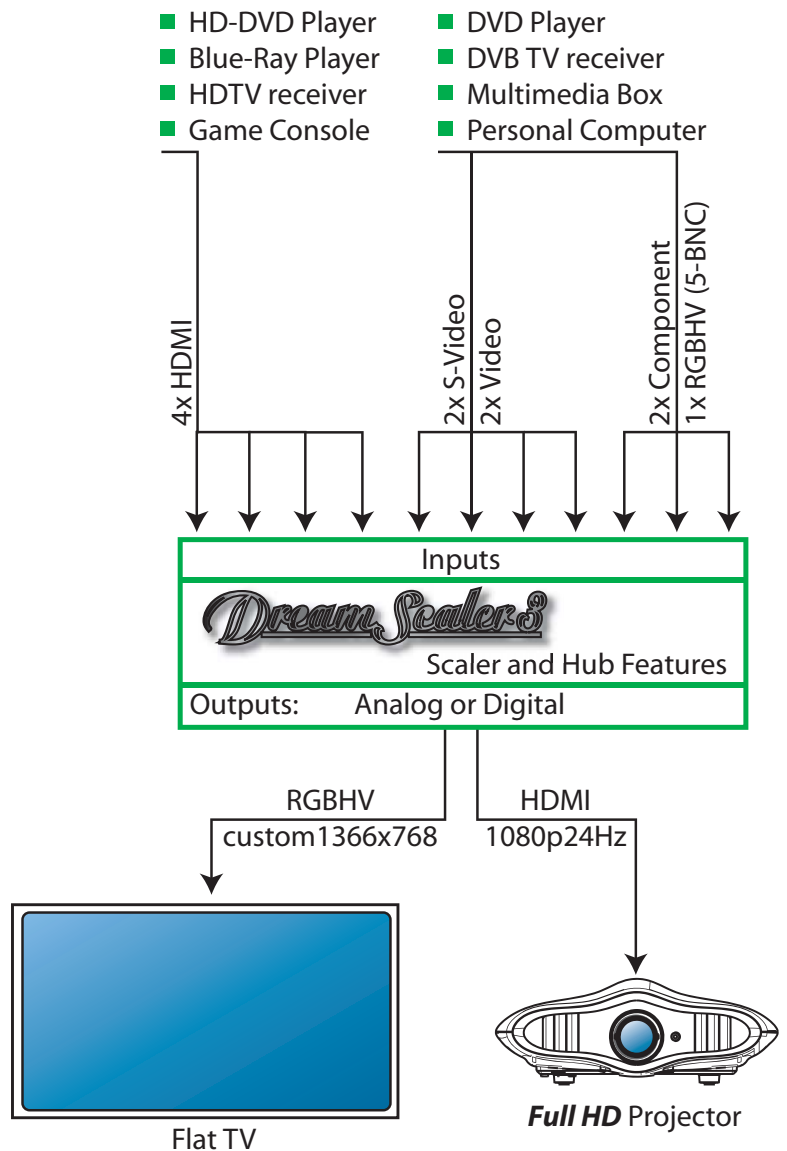 HD-DVD Player
Blue-Ray Player
HDTV receiver
Game Console
DVD Player
DVB TV receiver
Multimedia Box
Personal Computer
4x HDMI
2x S-Video
2x Video
2x Component
1x RGBHV (5-BNC)
Inputs
Dream Scaler 3
Scaler and Hub Features
Outputs: Analog or Digital
RGBHV
custom1366x768
HDMI
1080p24Hz
Flat TV
Full HD Projector